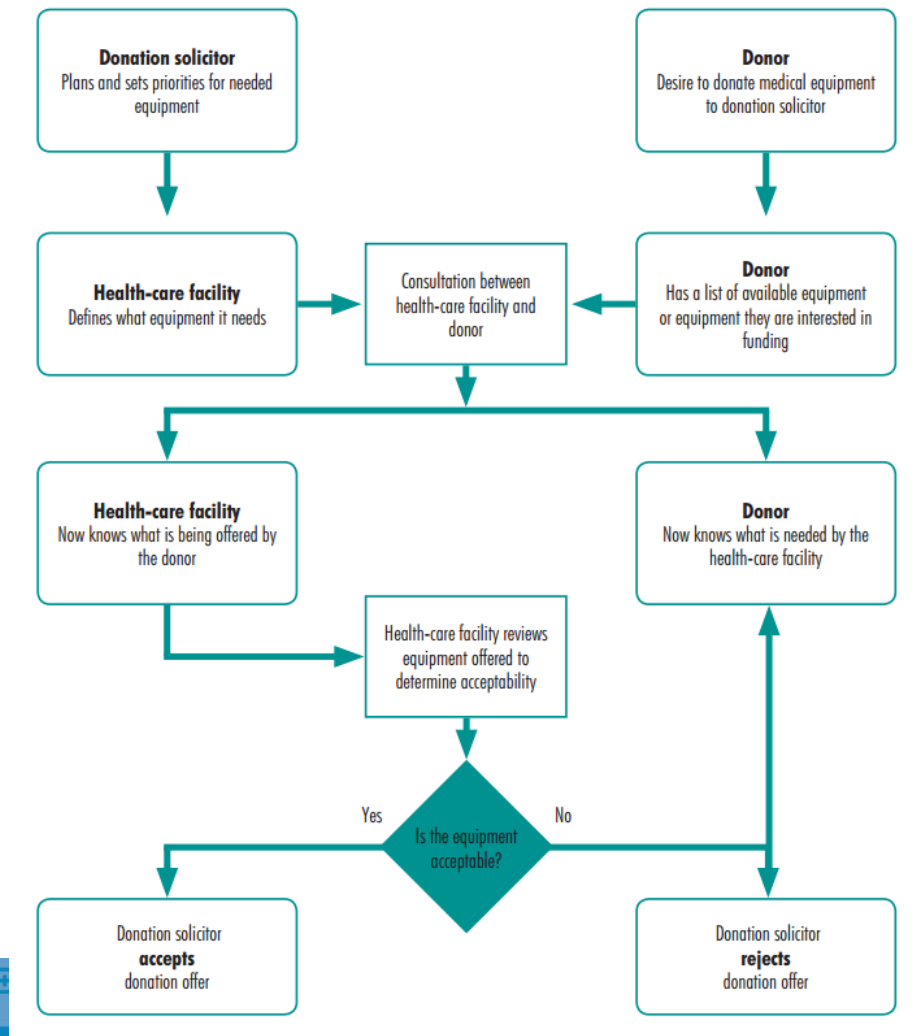 Donation solicitor
Plans and sets priorities for needed
equipment
Donor
Desire to donate medical equipment
to donation solicitor
Health-care facility
Defines what equipment it needs
Consultation between
health-care facility and
donor
Donor
Has a list of available equipment
or equipment they are interested in
funding
Health-care facility
Now knows what is being offered by
the donor
Donor
Now knows what is needed by the
health-care facility
Health-care facility reviews
equipment offered to
determine acceptability
Yes
No
Is the equipment
acceptable?
Donation solicitor
accepts
donation offer
Donation solicitor
rejects
donation offer